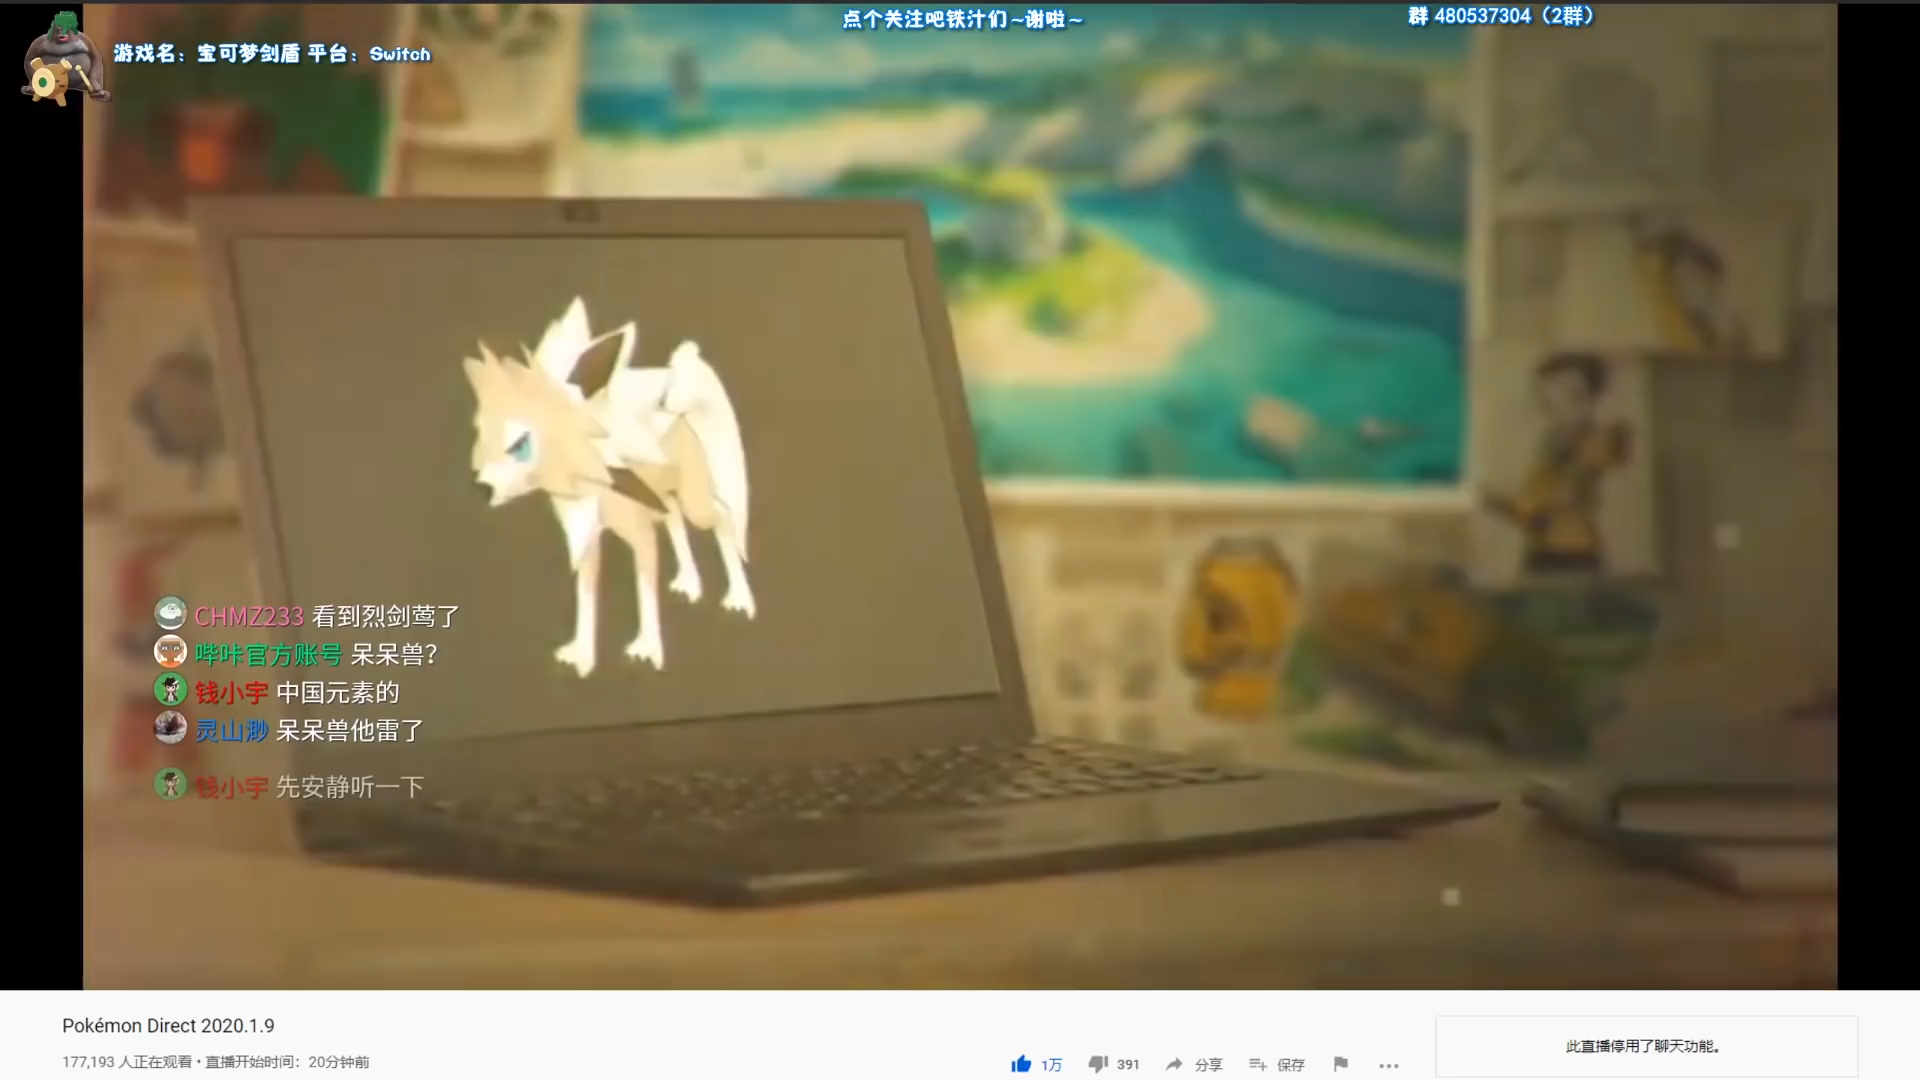 点个关注吧铁汁们~谢啦~
群 480537304（2群）
游戏名：宝可梦剑盾 平台：Switch
CHMZ233 看到烈剑莺了
哔咔官方账号 呆呆兽？
钱小宇 中国元素的
灵山渺 呆呆兽他雷了
钱小宇 先安静听一下
Pokémon Direct 2020.1.9
177,193 人正在观看 • 直播开始时间：20分钟前
1万 391 分享 保存
此直播停用了聊天功能。